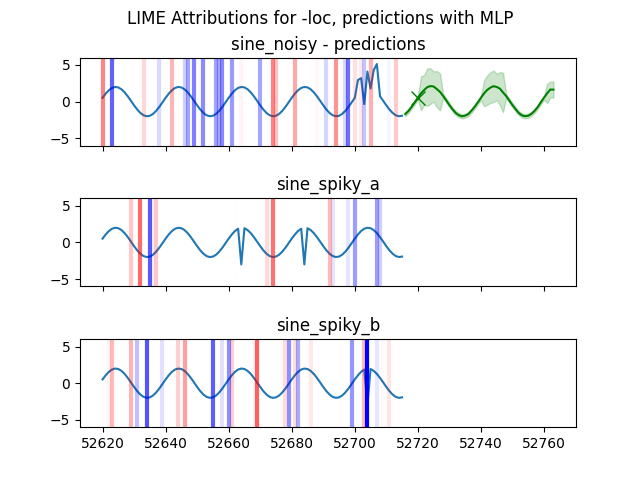 LIME Attributions for -loc, predictions with MLP
sine_noisy - predictions
5
0
−5
sine_spiky_a
5
0
−5
sine_spiky_b
5
0
−5
52620 52640 52660 52680 52700 52720 52740 52760